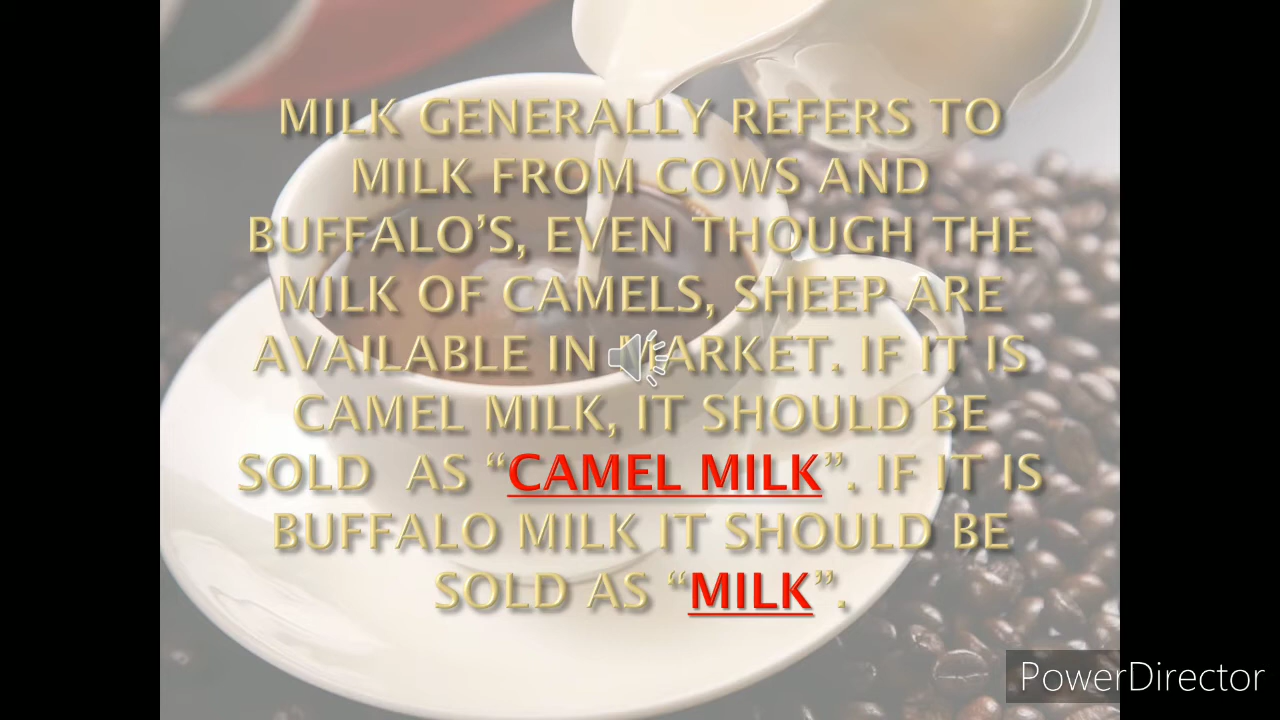 MILK GENERALLY REFERS TO
MILK FROM COWS AND
BUFFALO’S, EVEN THOUGH THE
MILK OF CAMELS, SHEEP ARE
AVAILABLE IN MARKET. IF IT IS
CAMEL MILK, IT SHOULD BE
SOLD AS “CAMEL MILK”. IF IT IS
BUFFALO MILK IT SHOULD BE
SOLD AS “MILK”.
PowerDirector